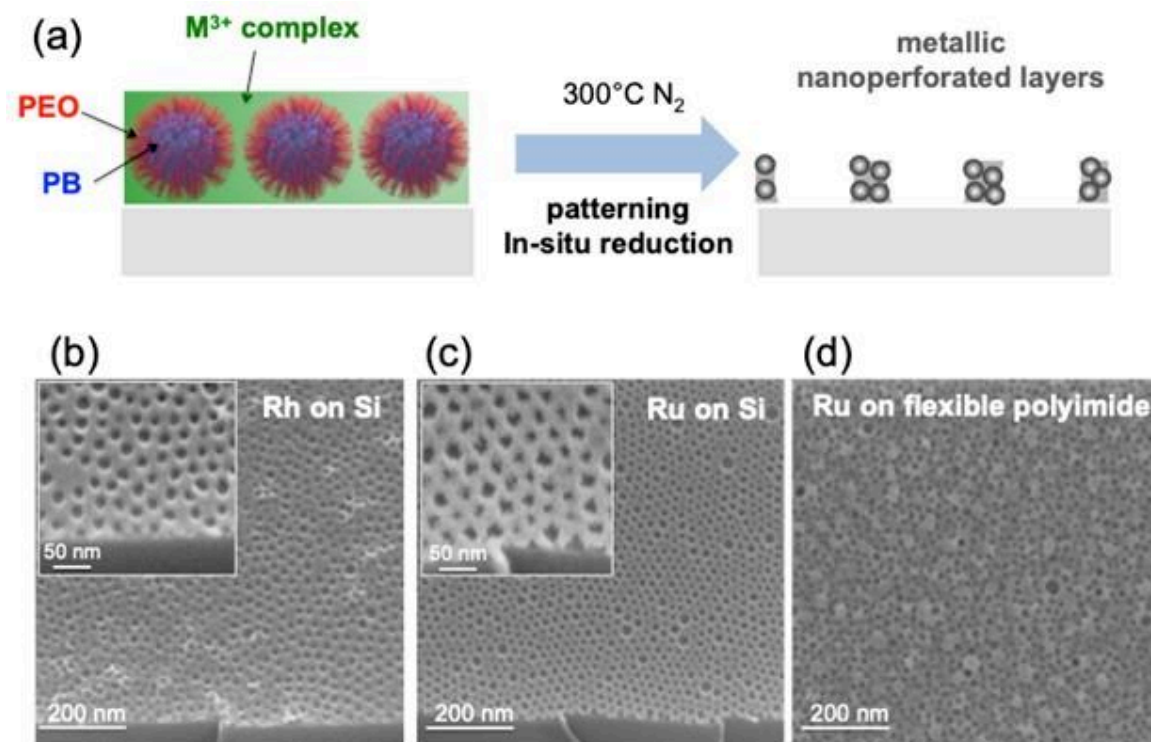 (a)
M³⁺ complex
PEO
PB
300°C N₂
patterning
In-situ reduction
metallic
nanoperforated layers
(b)
Rh on Si
50 nm
200 nm
(c)
Ru on Si
50 nm
200 nm
(d)
Ru on flexible polyimide
200 nm